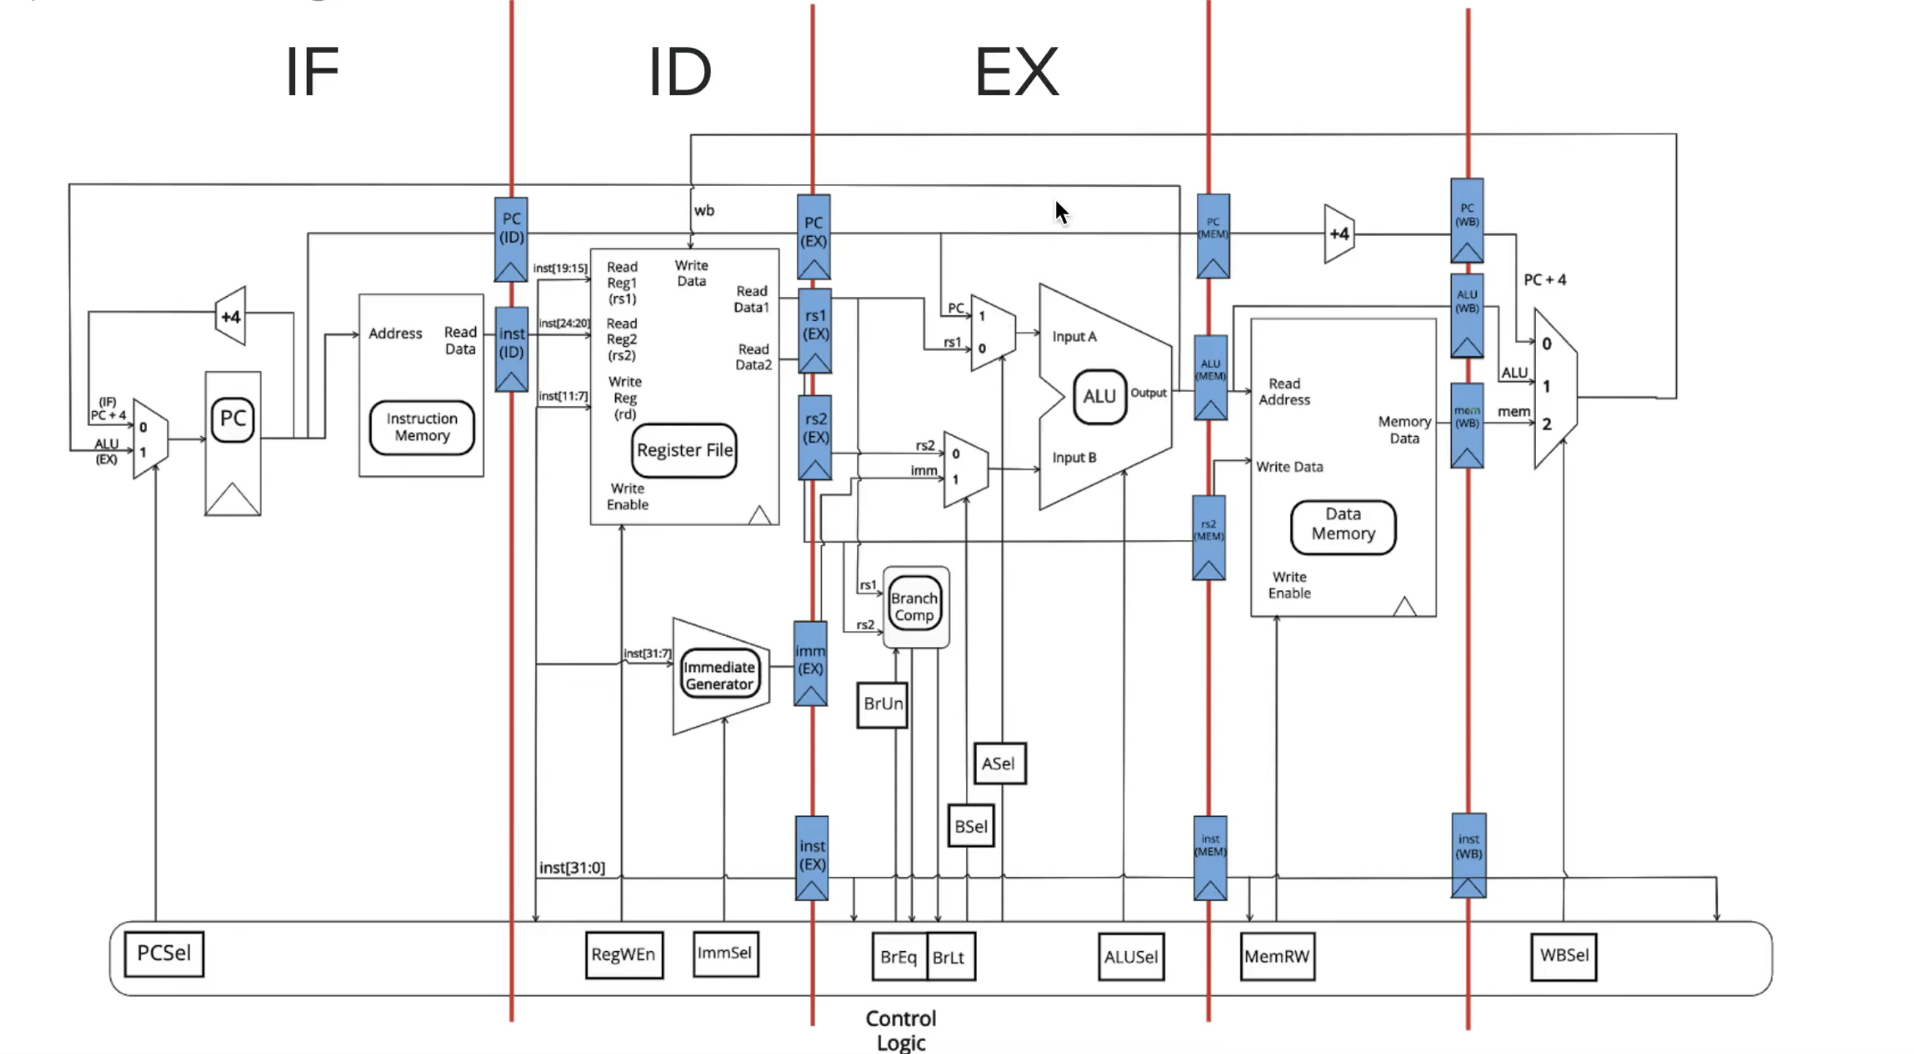 IF
ID
EX
wb
PC
(ID)
PC
(EX)
PC
(MEM)
+4
PC
(WB)
PC + 4
inst[19:15]
Read
Reg1
(rs1)
Write
Data
Read
Data1
rs1
(EX)
PC
1
rs1
0
Input A
ALU
(WB)
+4
Address
Read
Data
inst
(ID)
inst[24:20]
Read
Reg2
(rs2)
Read
Data2
ALU
(MEM)
0
ALU
1
mem
2
inst[11:7]
Write
Reg
(rd)
rs2
(EX)
ALU
Output
Read
Address
Memory
Data
mem
(WB)
(IF)
PC + 4
0
ALU
(EX)
1
PC
Instruction
Memory
Register File
rs2
0
imm
1
Input B
Write Data
Write
Enable
rs2
(MEM)
Data
Memory
Write
Enable
rs1
rs2
Branch
Comp
inst[31:7]
Immediate
Generator
imm
(EX)
BrUn
ASel
BSel
inst[31:0]
inst
(EX)
inst
(MEM)
inst
(WB)
PCSel
RegWEn
ImmSel
BrEq
BrLt
ALUSel
MemRW
WBSel
Control
Logic